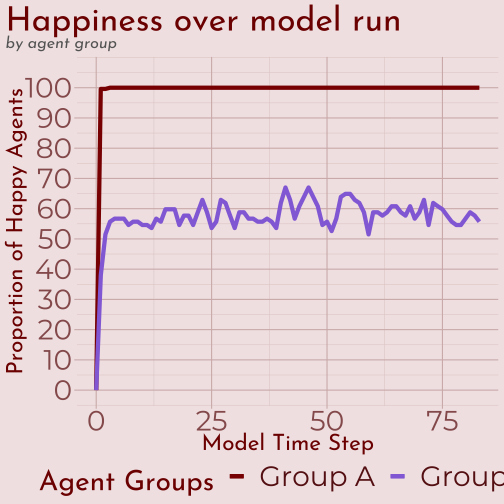 Happiness over model run
by agent group
Proportion of Happy Agents
100
90
80
70
60
50
40
30
20
10
0
0 25 50 75
Model Time Step
Agent Groups Group A Group